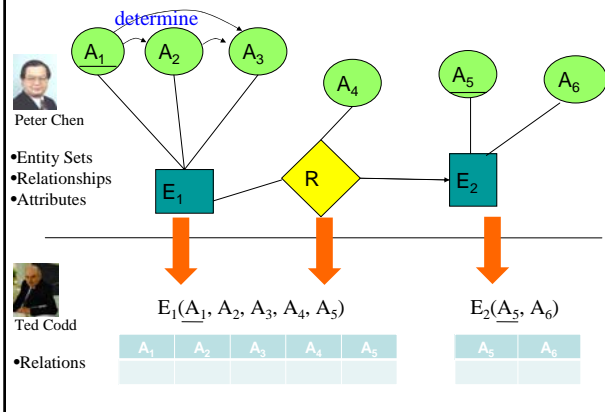 determine
A₁ A₂ A₃
A₄
A₅ A₆
Peter Chen
•Entity Sets
•Relationships
•Attributes
E₁ R E₂
E₁(A₁, A₂, A₃, A₄, A₅) E₂(A₅, A₆)
Ted Codd
A₁ A₂ A₃ A₄ A₅ A₅ A₆
•Relations